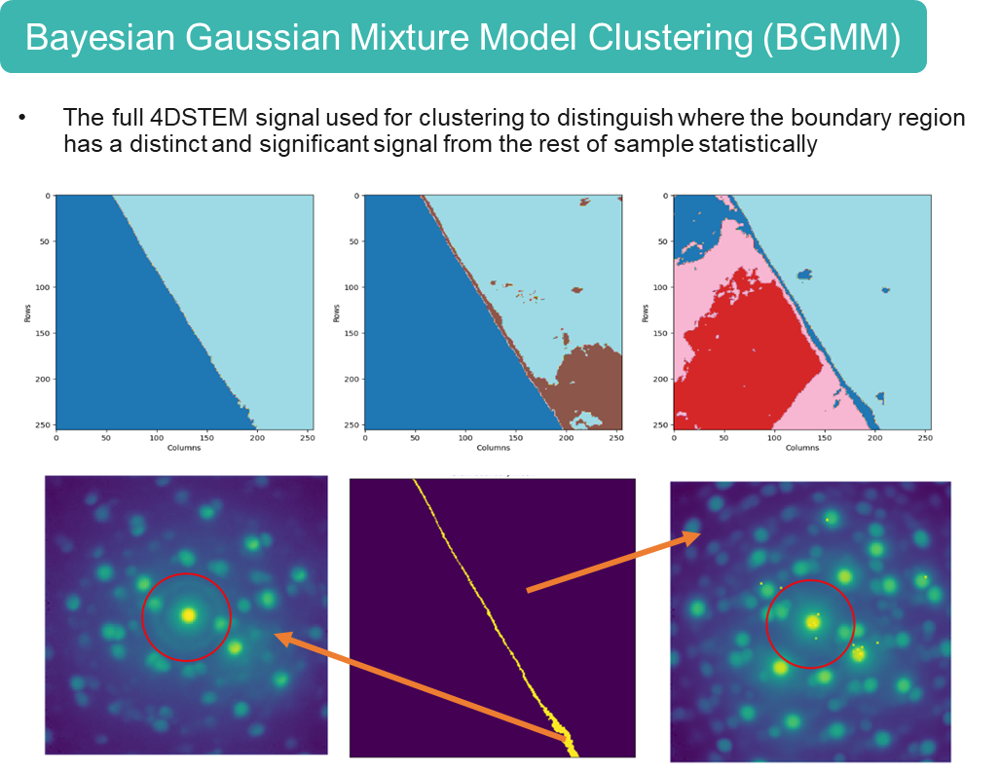 Bayesian Gaussian Mixture Model Clustering (BGMM)
• The full 4DSTEM signal used for clustering to distinguish where the boundary region
has a distinct and significant signal from the rest of sample statistically
0
50
100
150
200
250
Rows
0 50 100 150 200 250
Columns
0
50
100
150
200
250
Rows
0 50 100 150 200 250
Columns
0
50
100
150
200
250
Rows
0 50 100 150 200 250
Columns